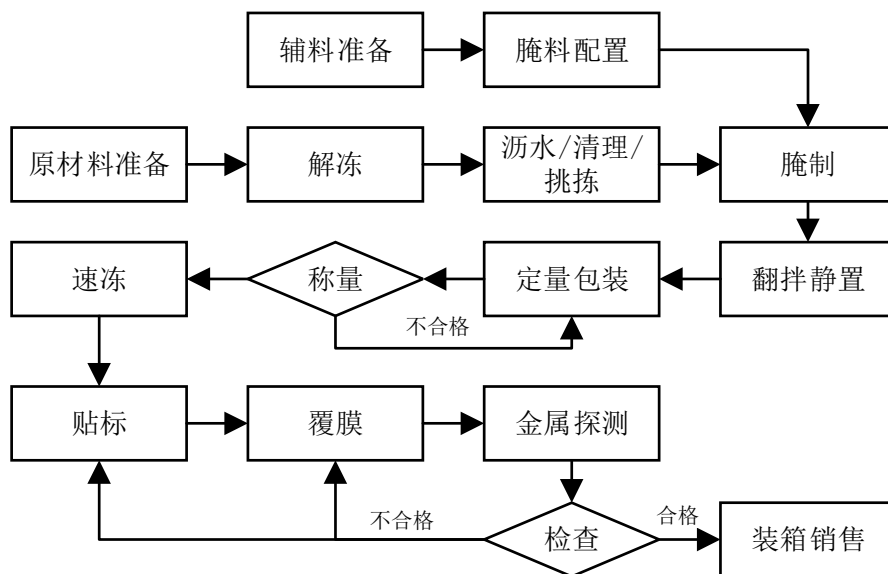 辅料准备
腌料配置
原材料准备
解冻
沥水/清理/
挑拣
腌制
速冻
称量
定量包装
翻拌静置
不合格
贴标
覆膜
金属探测
不合格
检查
合格
装箱销售